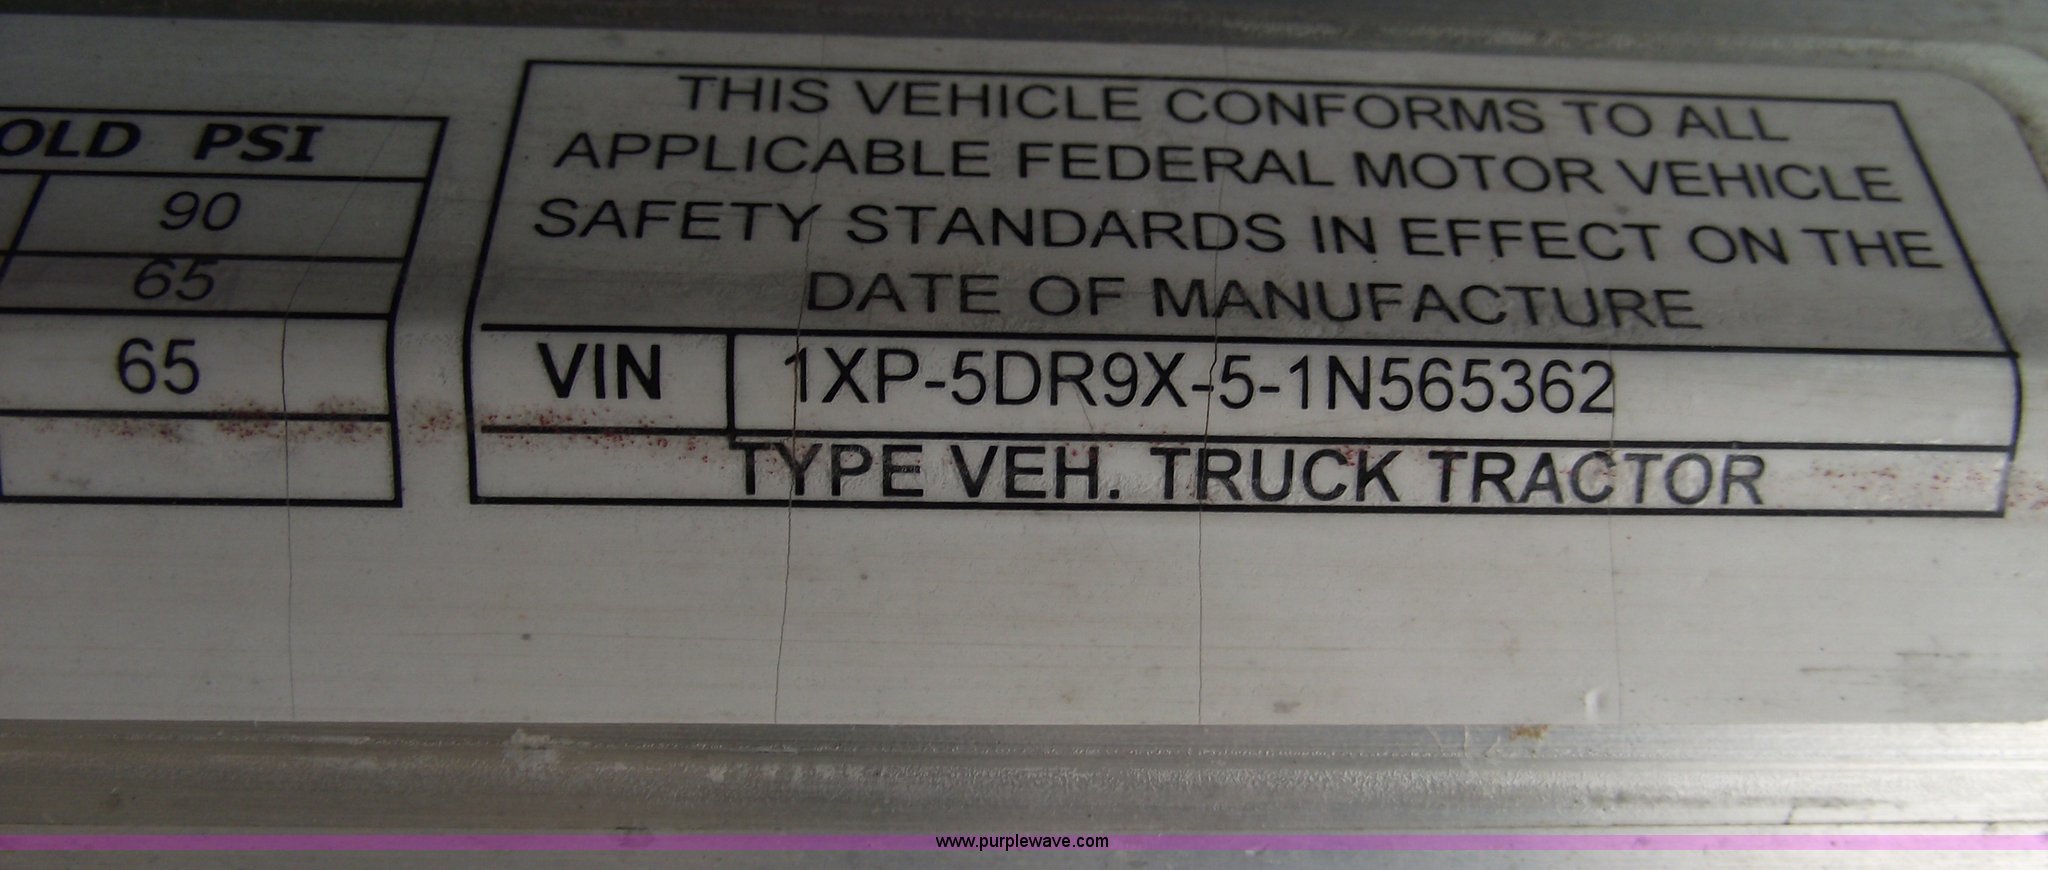 OLD PSI
90
65
65
THIS VEHICLE CONFORMS TO ALL
APPLICABLE FEDERAL MOTOR VEHICLE
SAFETY STANDARDS IN EFFECT ON THE
DATE OF MANUFACTURE
VIN 1XP-5DR9X-5-1N565362
TYPE VEH. TRUCK TRACTOR
www.purplewave.com